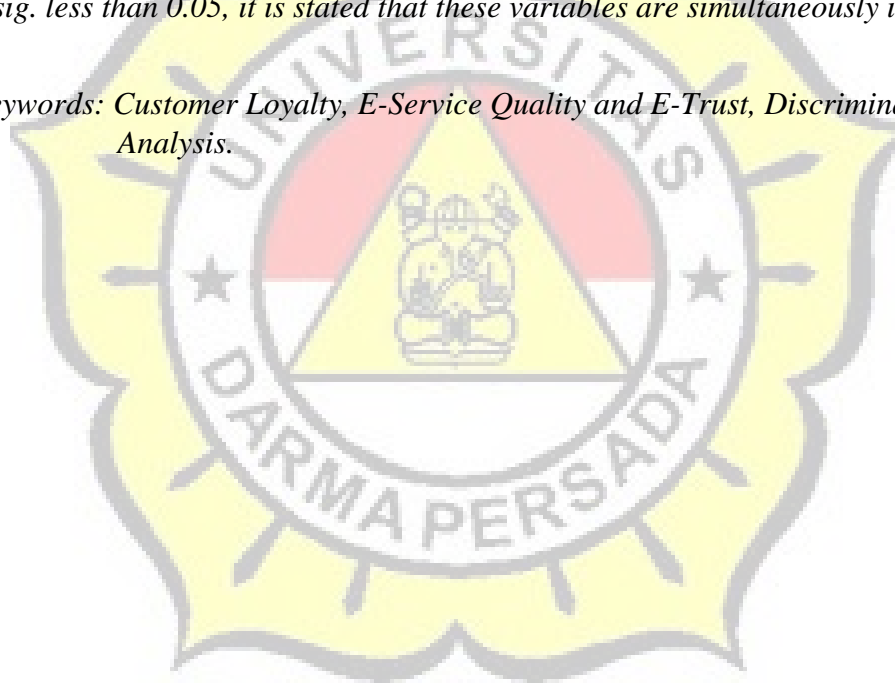 sig. less than 0.05, it is stated that these variables are simultaneously
UNIVERSITAS
Keywords: Customer Loyalty, E-Service Quality and E-Trust,
Analysis.
DARMA PERSADA